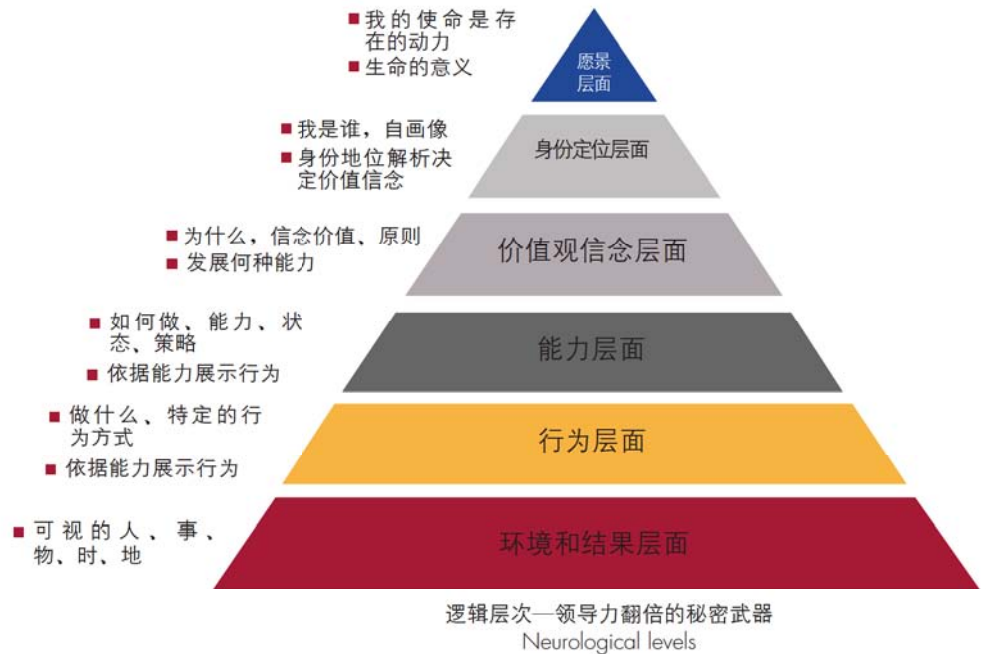 ■ 我的使命是存
在的动力
■ 生命的意义
愿景
层面
■ 我是谁，自画像
■ 身份地位解析决
定价值信念
身份定位层面
■ 为什么，信念价值、原则
■ 发展何种能力
价值观信念层面
■ 如何做、能力、状
态、策略
■ 依据能力展示行为
能力层面
■ 做什么、特定的行
为方式
■ 依据能力展示行为
行为层面
■ 可视的人、事、
物、时、地
环境和结果层面
逻辑层次—领导力翻倍的秘密武器
Neurological levels